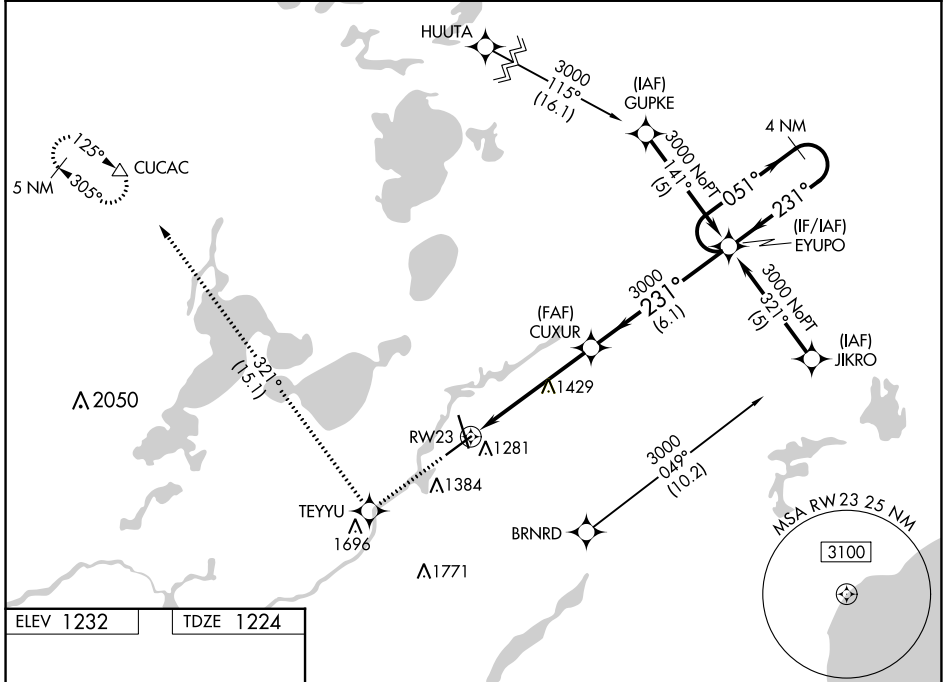 HUUTA
3000
115°
(16.1)
(IAF)
GUPKE
4 NM
3000 NoPT
141°
(5)
051°
231°
(IF/IAF)
EYUPO
125°
305°
5 NM
CUCAC
3000
231°
(6.1)
3000 NoPT
321°
(5)
(FAF)
CUXUR
(IAF)
JIKRO
321°
(15.1)
2050
1429
RW23
1281
3000
049°
(10.2)
1384
TEYYU
1696
BRNRD
1771
MSA RW23 25 NM
3100
ELEV 1232
TDZE 1224